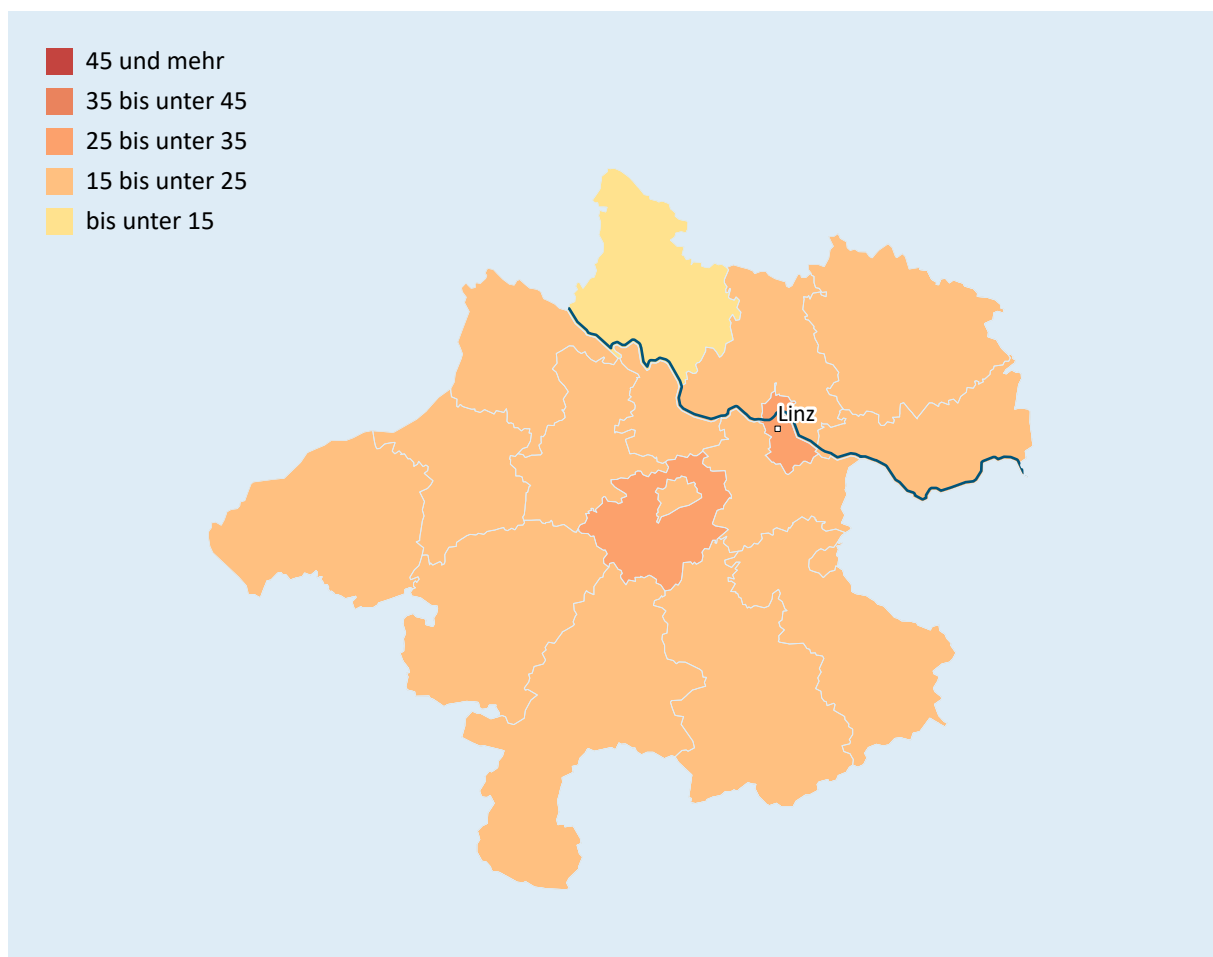 45 und mehr
35 bis unter 45
25 bis unter 35
15 bis unter 25
bis unter 15
Linz